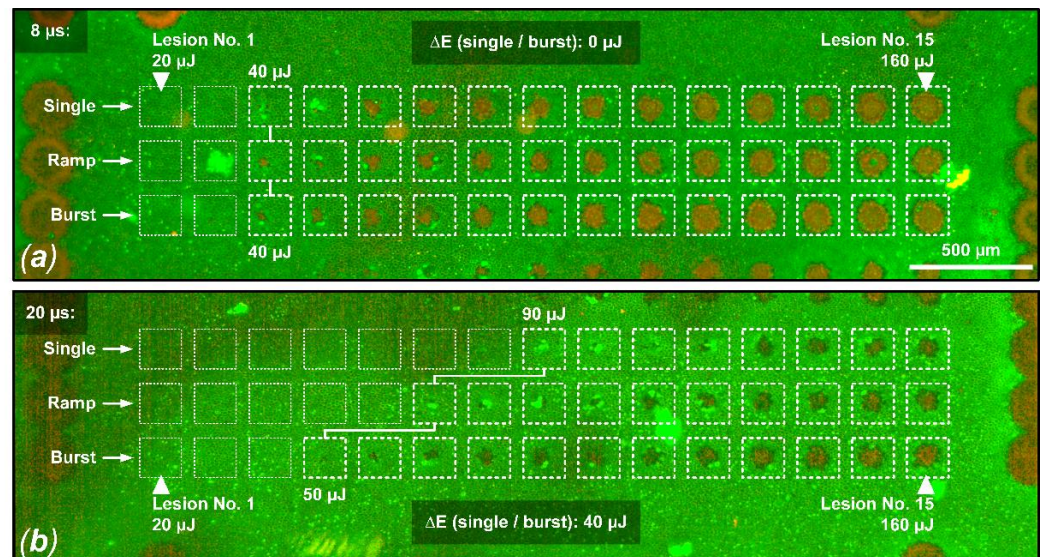 8 µs:
Lesion No. 1
20 µJ
ΔE (single / burst): 0 µJ
Lesion No. 15
160 µJ
40 µJ
Single
Ramp
Burst
40 µJ
500 µm
(a)
20 µs:
90 µJ
Single
Ramp
Burst
50 µJ
Lesion No. 1
20 µJ
ΔE (single / burst): 40 µJ
Lesion No. 15
160 µJ
(b)